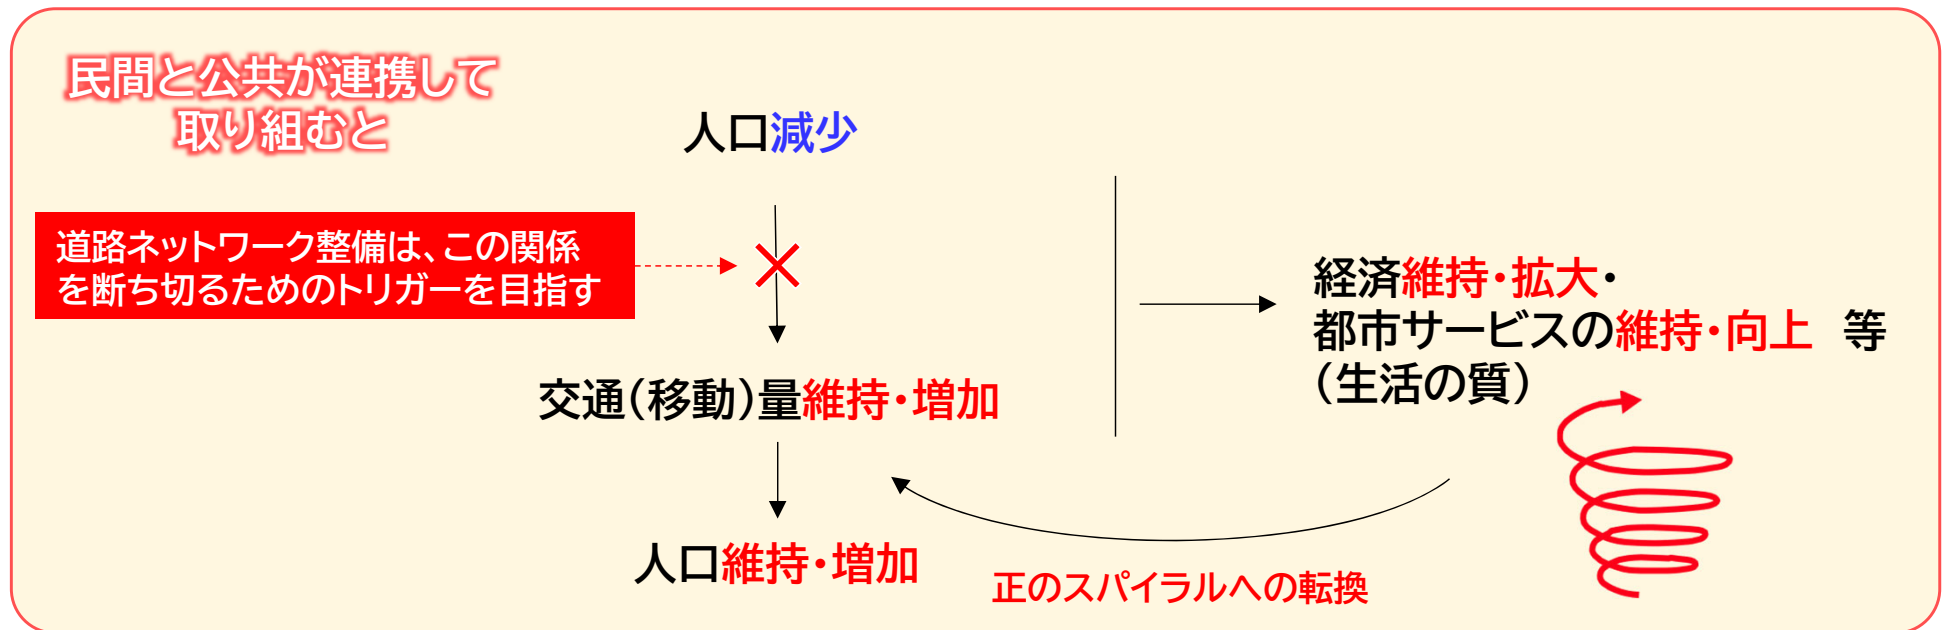 民間と公共が連携して
取り組むと
人口減少
道路ネットワーク整備は、この関係
を断ち切るためのトリガーを目指す
交通（移動）量維持・増加
人口維持・増加
経済維持・拡大・
都市サービスの維持・向上　等
（生活の質）
正のスパイラルへの転換